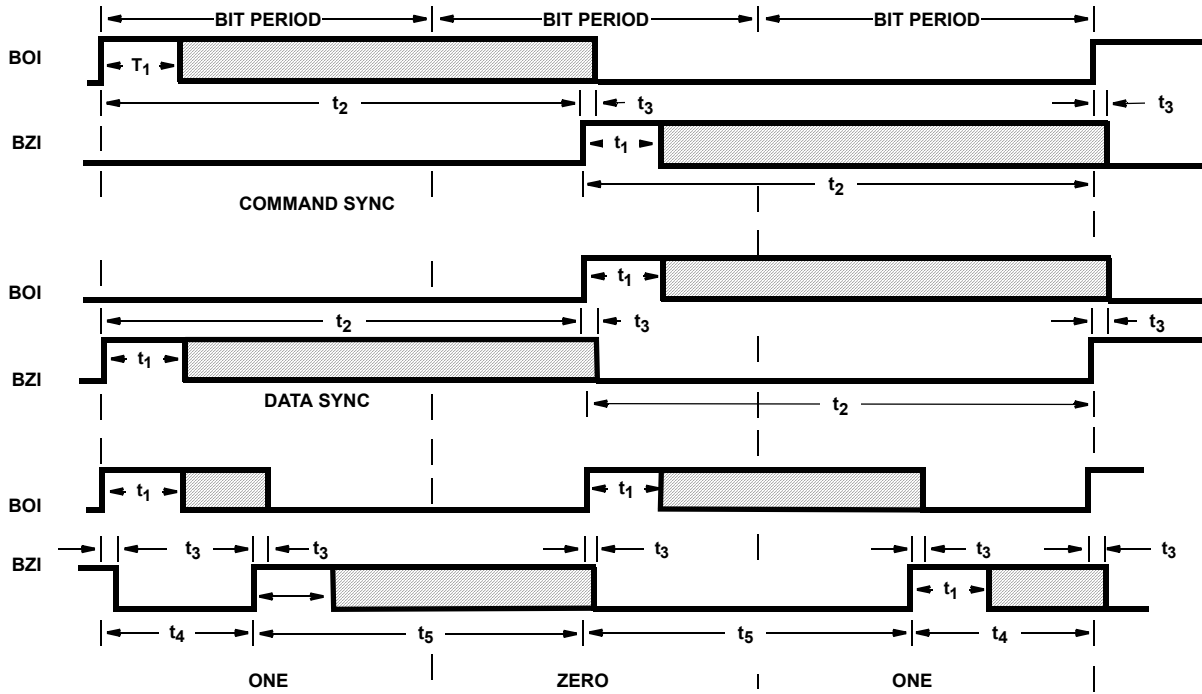 BIT PERIOD BIT PERIOD BIT PERIOD
BOI
T1
t2 t3 t3
BZI
t1
t2
COMMAND SYNC
BOI
t1
t2 t3 t3
BZI
t1
DATA SYNC
t2
BOI
t1 t1
t3 t3 t3 t3 t3
BZI
t1
t4 t5 t5 t4
ONE ZERO ONE